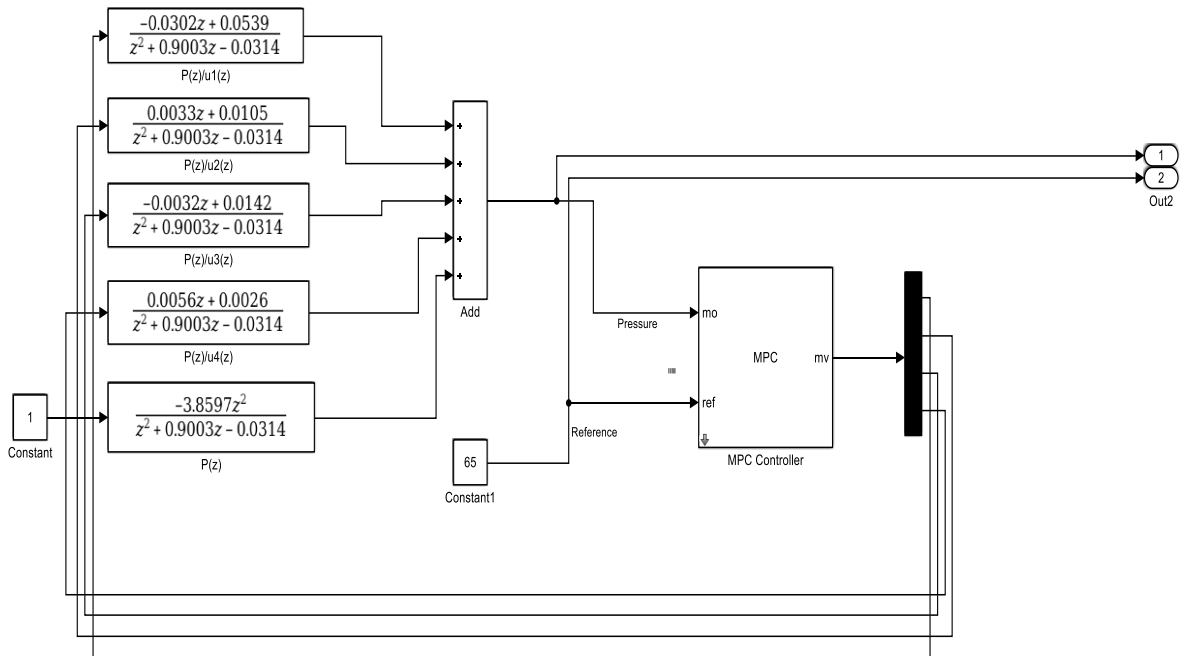 −0.0302z + 0.0539
z² + 0.9003z − 0.0314
P(z)/u1(z)
0.0033z + 0.0105
z² + 0.9003z − 0.0314
P(z)/u2(z)
−0.0032z + 0.0142
z² + 0.9003z − 0.0314
P(z)/u3(z)
0.0056z + 0.0026
z² + 0.9003z − 0.0314
P(z)/u4(z)
1
Constant
−3.8597z²
z² + 0.9003z − 0.0314
P(z)
+
+
+
+
+
Add
65
Constant1
Pressure
Reference
mo
ref
MPC
mv
MPC Controller
1
2
Out2